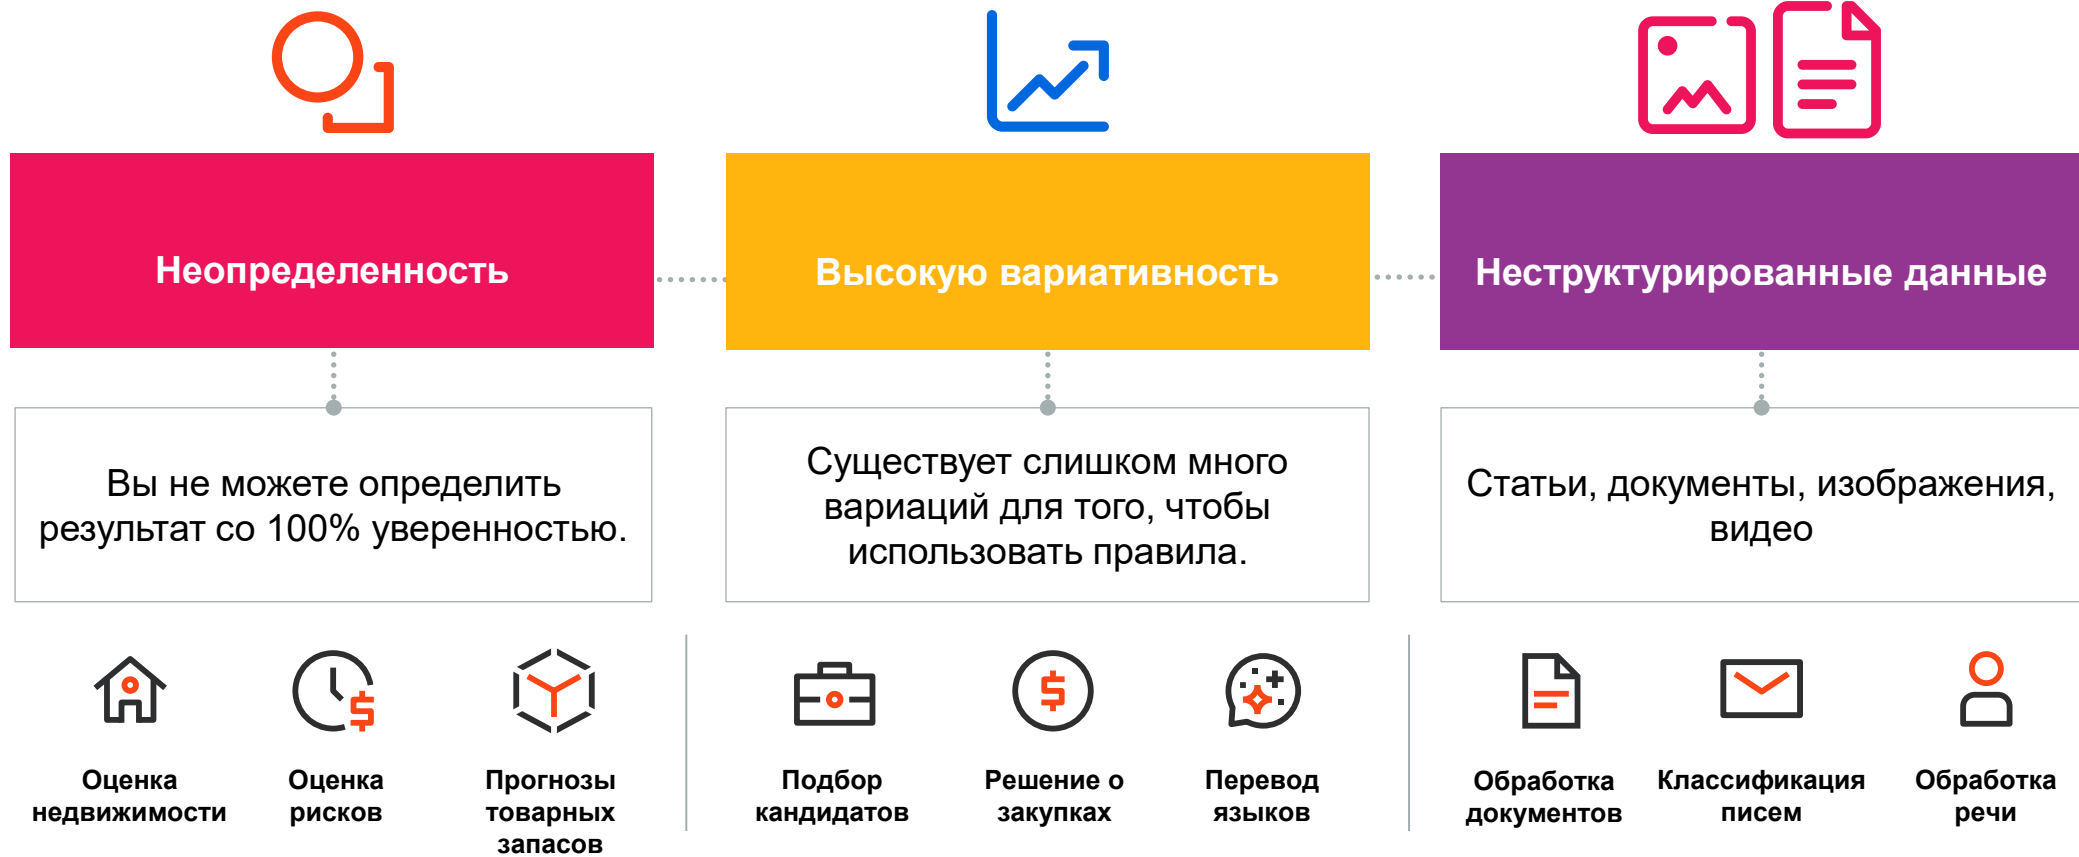 Неопределенность
Высокую вариативность
Неструктурированные данные
Вы не можете определить
результат со 100% уверенностью.
Существует слишком много
вариаций для того, чтобы
использовать правила.
Статьи, документы, изображения,
видео
Оценка
недвижимости
Оценка
рисков
Прогнозы
товарных
запасов
Подбор
кандидатов
Решение о
закупках
Перевод
языков
Обработка
документов
Классификация
писем
Обработка
речи